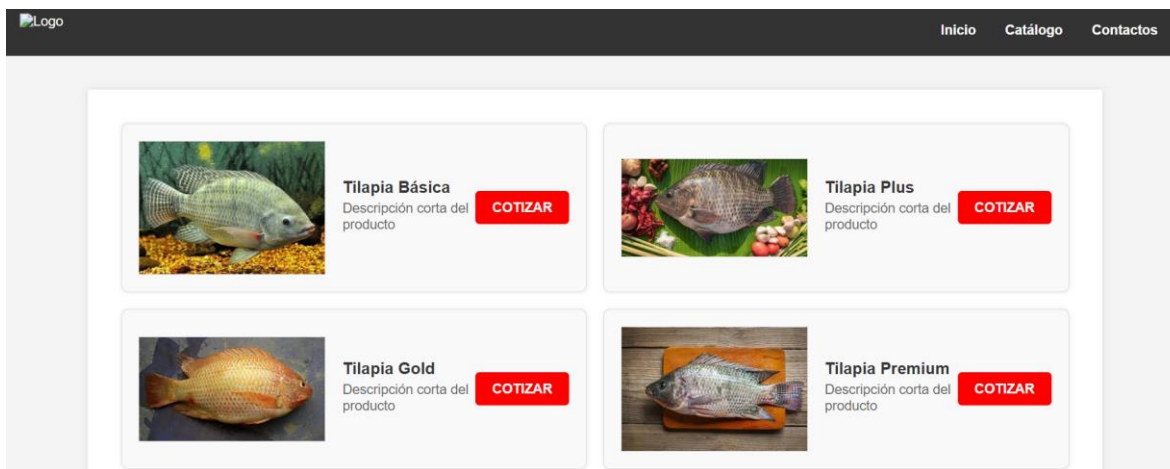 Logo
Inicio Catálogo Contactos
Tilapia Básica
Descripción corta del
producto
COTIZAR
Tilapia Plus
Descripción corta del
producto
COTIZAR
Tilapia Gold
Descripción corta del
producto
COTIZAR
Tilapia Premium
Descripción corta del
producto
COTIZAR